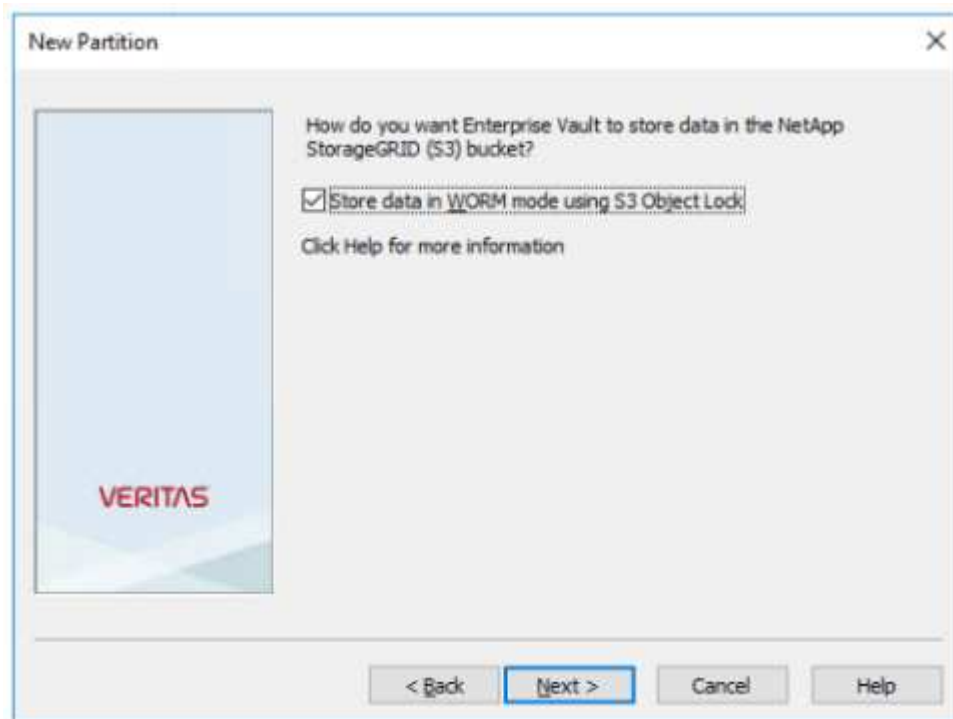 New Partition
How do you want Enterprise Vault to store data in the NetApp
StorageGRID (S3) bucket?
Store data in WORM mode using S3 Object Lock
Click Help for more information
VERITAS
< Back
Next >
Cancel
Help